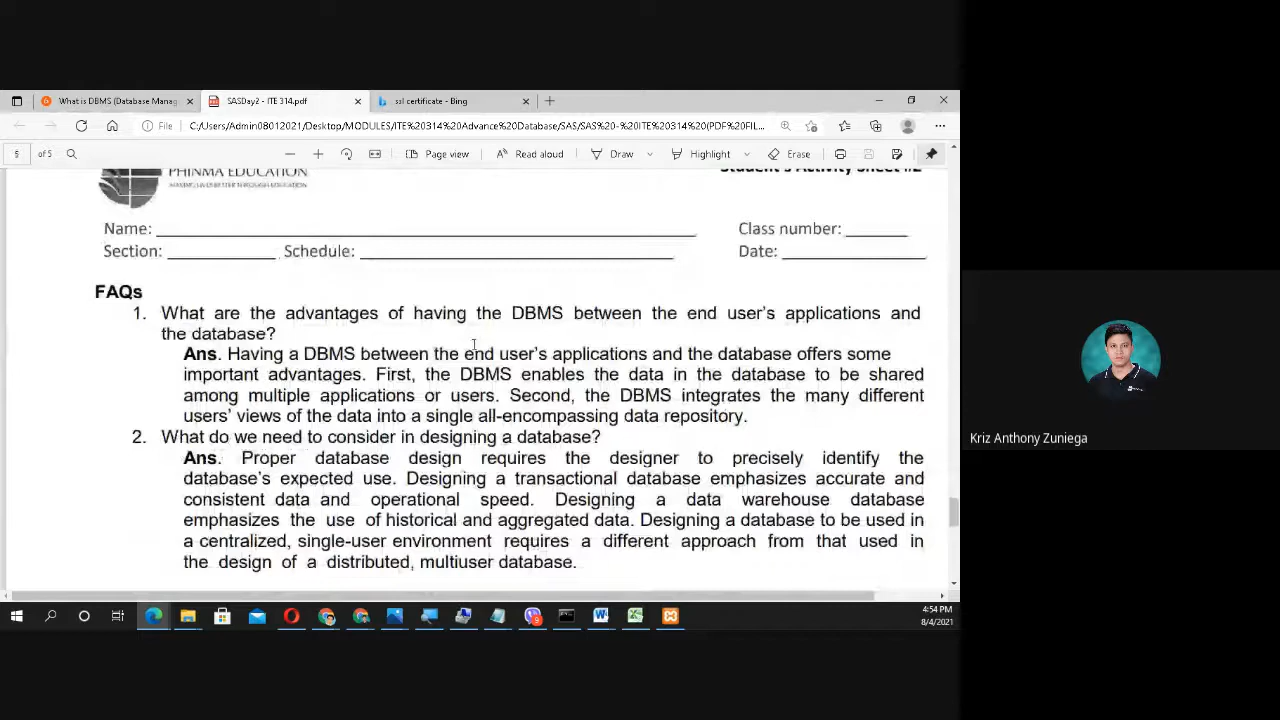 What is DBMS (Database Manag
SASDay2 - ITE 314.pdf
ssl certificate - Bing
File
C:/Users/Admin08012021/Desktop/MODULES/ITE%20314%20Advance%20Database/SAS/SAS%20-%20ITE%20314%20(PDF%20FIL...
5 of 5
Page view
Read aloud
Draw
Highlight
Erase
PHINMA EDUCATION
MAKING LIVES BETTER THROUGH EDUCATION
Student's Activity Sheet #2
Name: ___ Class number: ___
Section: ___ Schedule: ___ Date: ___
FAQs
1. What are the advantages of having the DBMS between the end user's applications and
the database?
Ans. Having a DBMS between the end user's applications and the database offers some
important advantages. First, the DBMS enables the data in the database to be shared
among multiple applications or users. Second, the DBMS integrates the many different
users' views of the data into a single all-encompassing data repository.
2. What do we need to consider in designing a database?
Ans. Proper database design requires the designer to precisely identify the
database's expected use. Designing a transactional database emphasizes accurate and
consistent data and operational speed. Designing a data warehouse database
emphasizes the use of historical and aggregated data. Designing a database to be used in
a centralized, single-user environment requires a different approach from that used in
the design of a distributed, multiuser database.
Kriz Anthony Zuniega
4:54 PM
8/4/2021